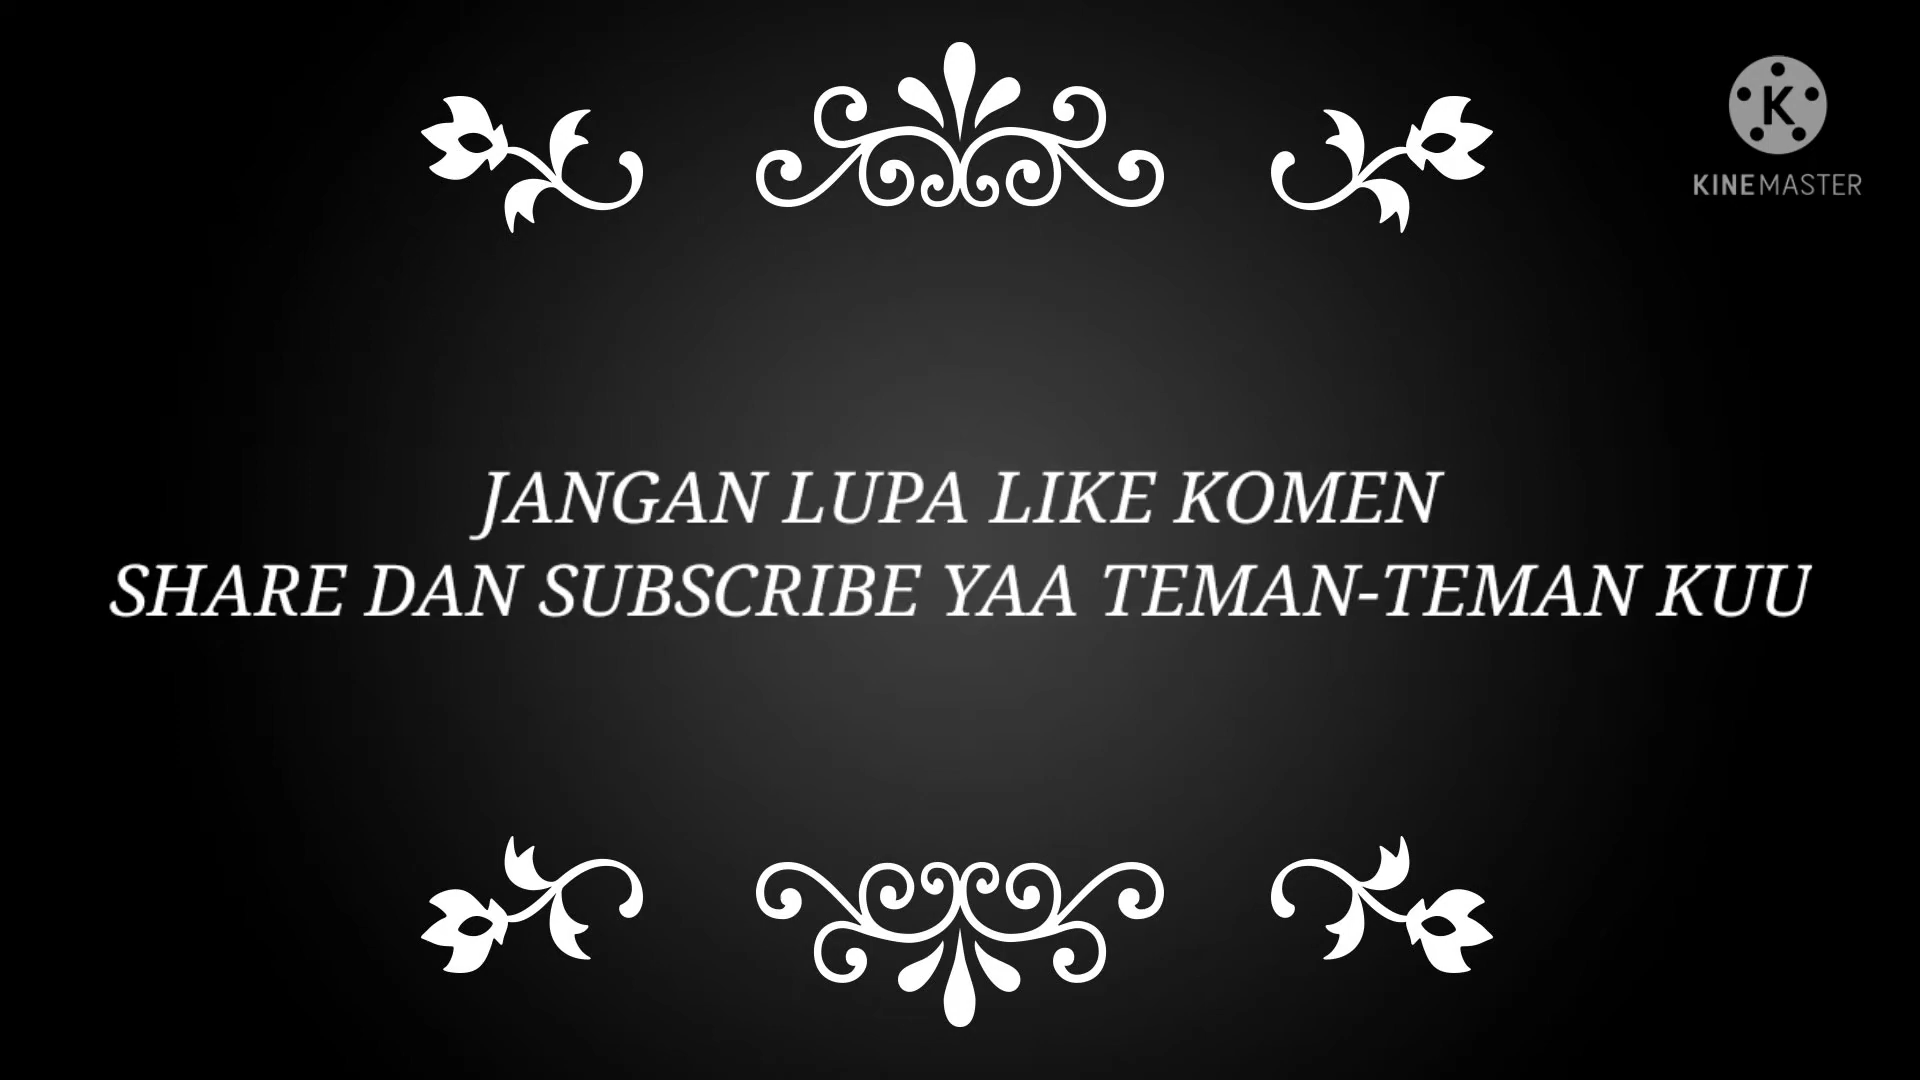 KINEMASTER
JANGAN LUPA LIKE KOMEN
SHARE DAN SUBSCRIBE YAA TEMAN-TEMAN KUU